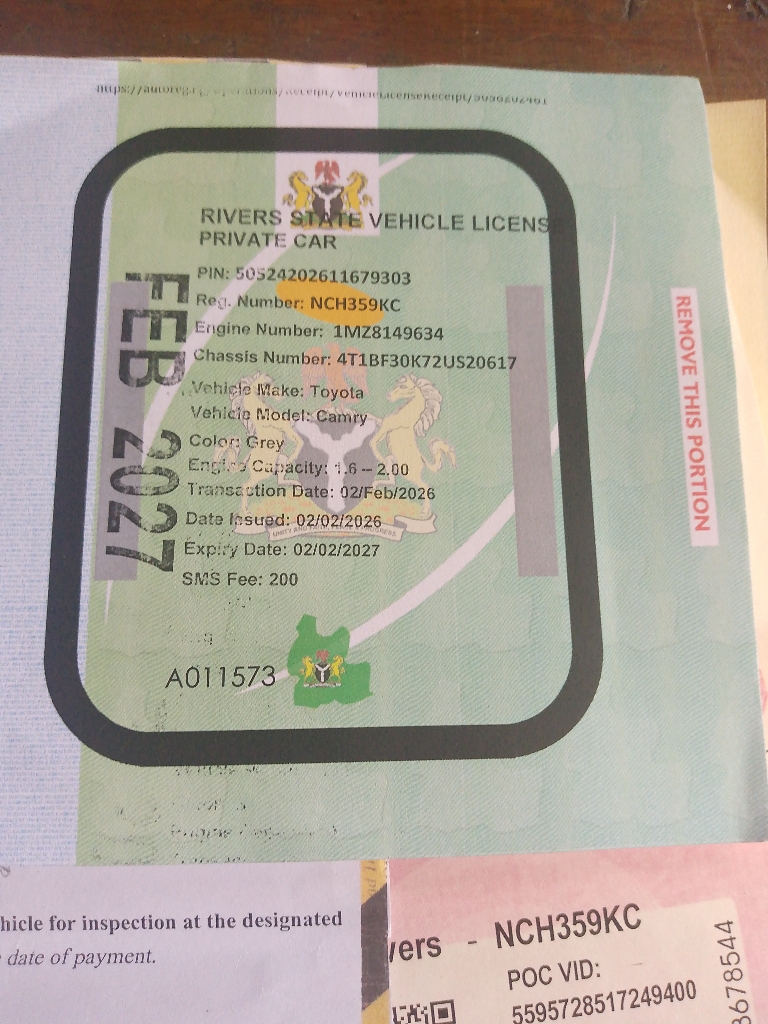 RIVERS STATE VEHICLE LICENSE
PRIVATE CAR
PIN: 50524202611679303
Reg. Number: NCH359KC
Engine Number: 1MZ8149634
Chassis Number: 4T1BF30K72US20617
Vehicle Make: Toyota
Vehicle Model: Camry
Color: Grey
Engine Capacity: 1.6 – 2.00
Transaction Date: 02/Feb/2026
Date Issued: 02/02/2026
Expiry Date: 02/02/2027
SMS Fee: 200
A011573
FEB 2027
REMOVE THIS PORTION
hicle for inspection at the designated
date of payment.
vers - NCH359KC
POC VID:
5595728517249400
8678544